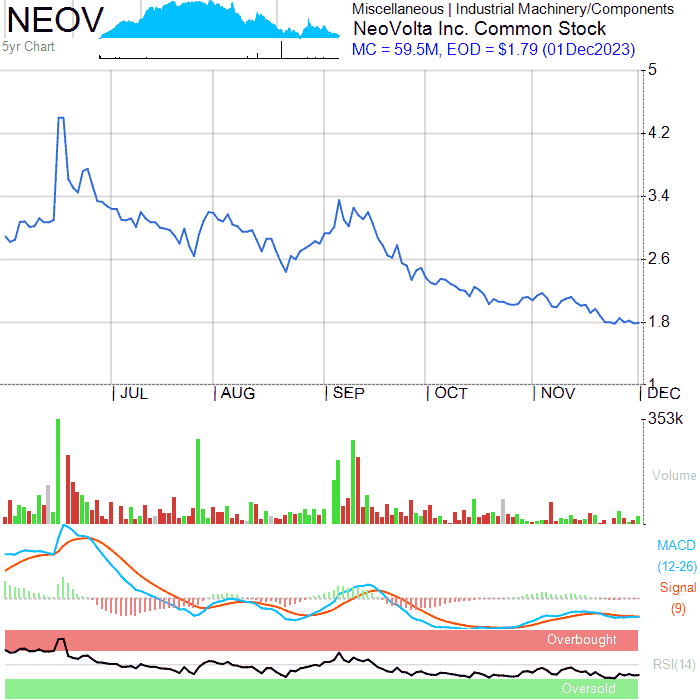 NEOV
5yr Chart
Miscellaneous | Industrial Machinery/Components
NeoVolta Inc. Common Stock
MC = 59.5M, EOD = $1.79 (01Dec2023)
5
4.2
3.4
2.6
1.8
1
JUL AUG SEP OCT NOV DEC
353k
Volume
MACD
(12-26)
Signal
(9)
Overbought
RSI(14)
Oversold